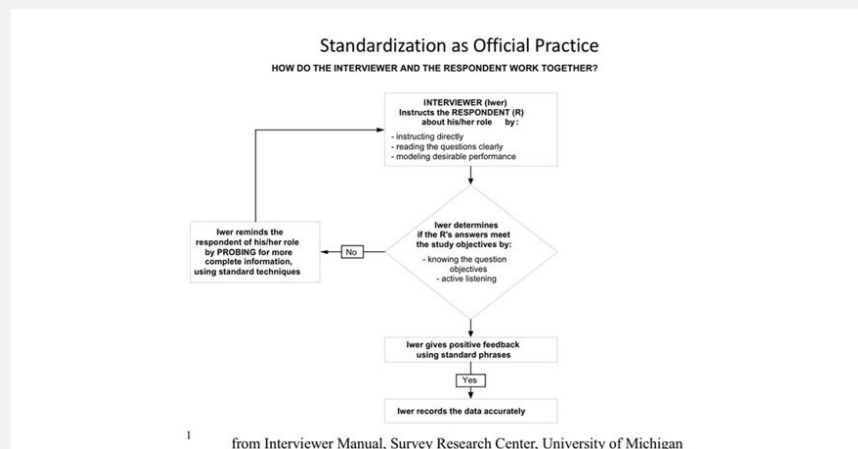 Standardization as Official Practice
HOW DO THE INTERVIEWER AND THE RESPONDENT WORK TOGETHER?
INTERVIEWER (Iwer)
Instructs the RESPONDENT (R)
about his/her role by:
- instructing directly
- reading the questions clearly
- modeling desirable performance
Iwer determines
if the R's answers meet
the study objectives by:
- knowing the question
objectives
- active listening
No
Iwer reminds the
respondent of his/her role
by PROBING for more
complete information,
using standard techniques
Iwer gives positive feedback
using standard phrases
Yes
Iwer records the data accurately
1
from Interviewer Manual, Survey Research Center, University of Michigan